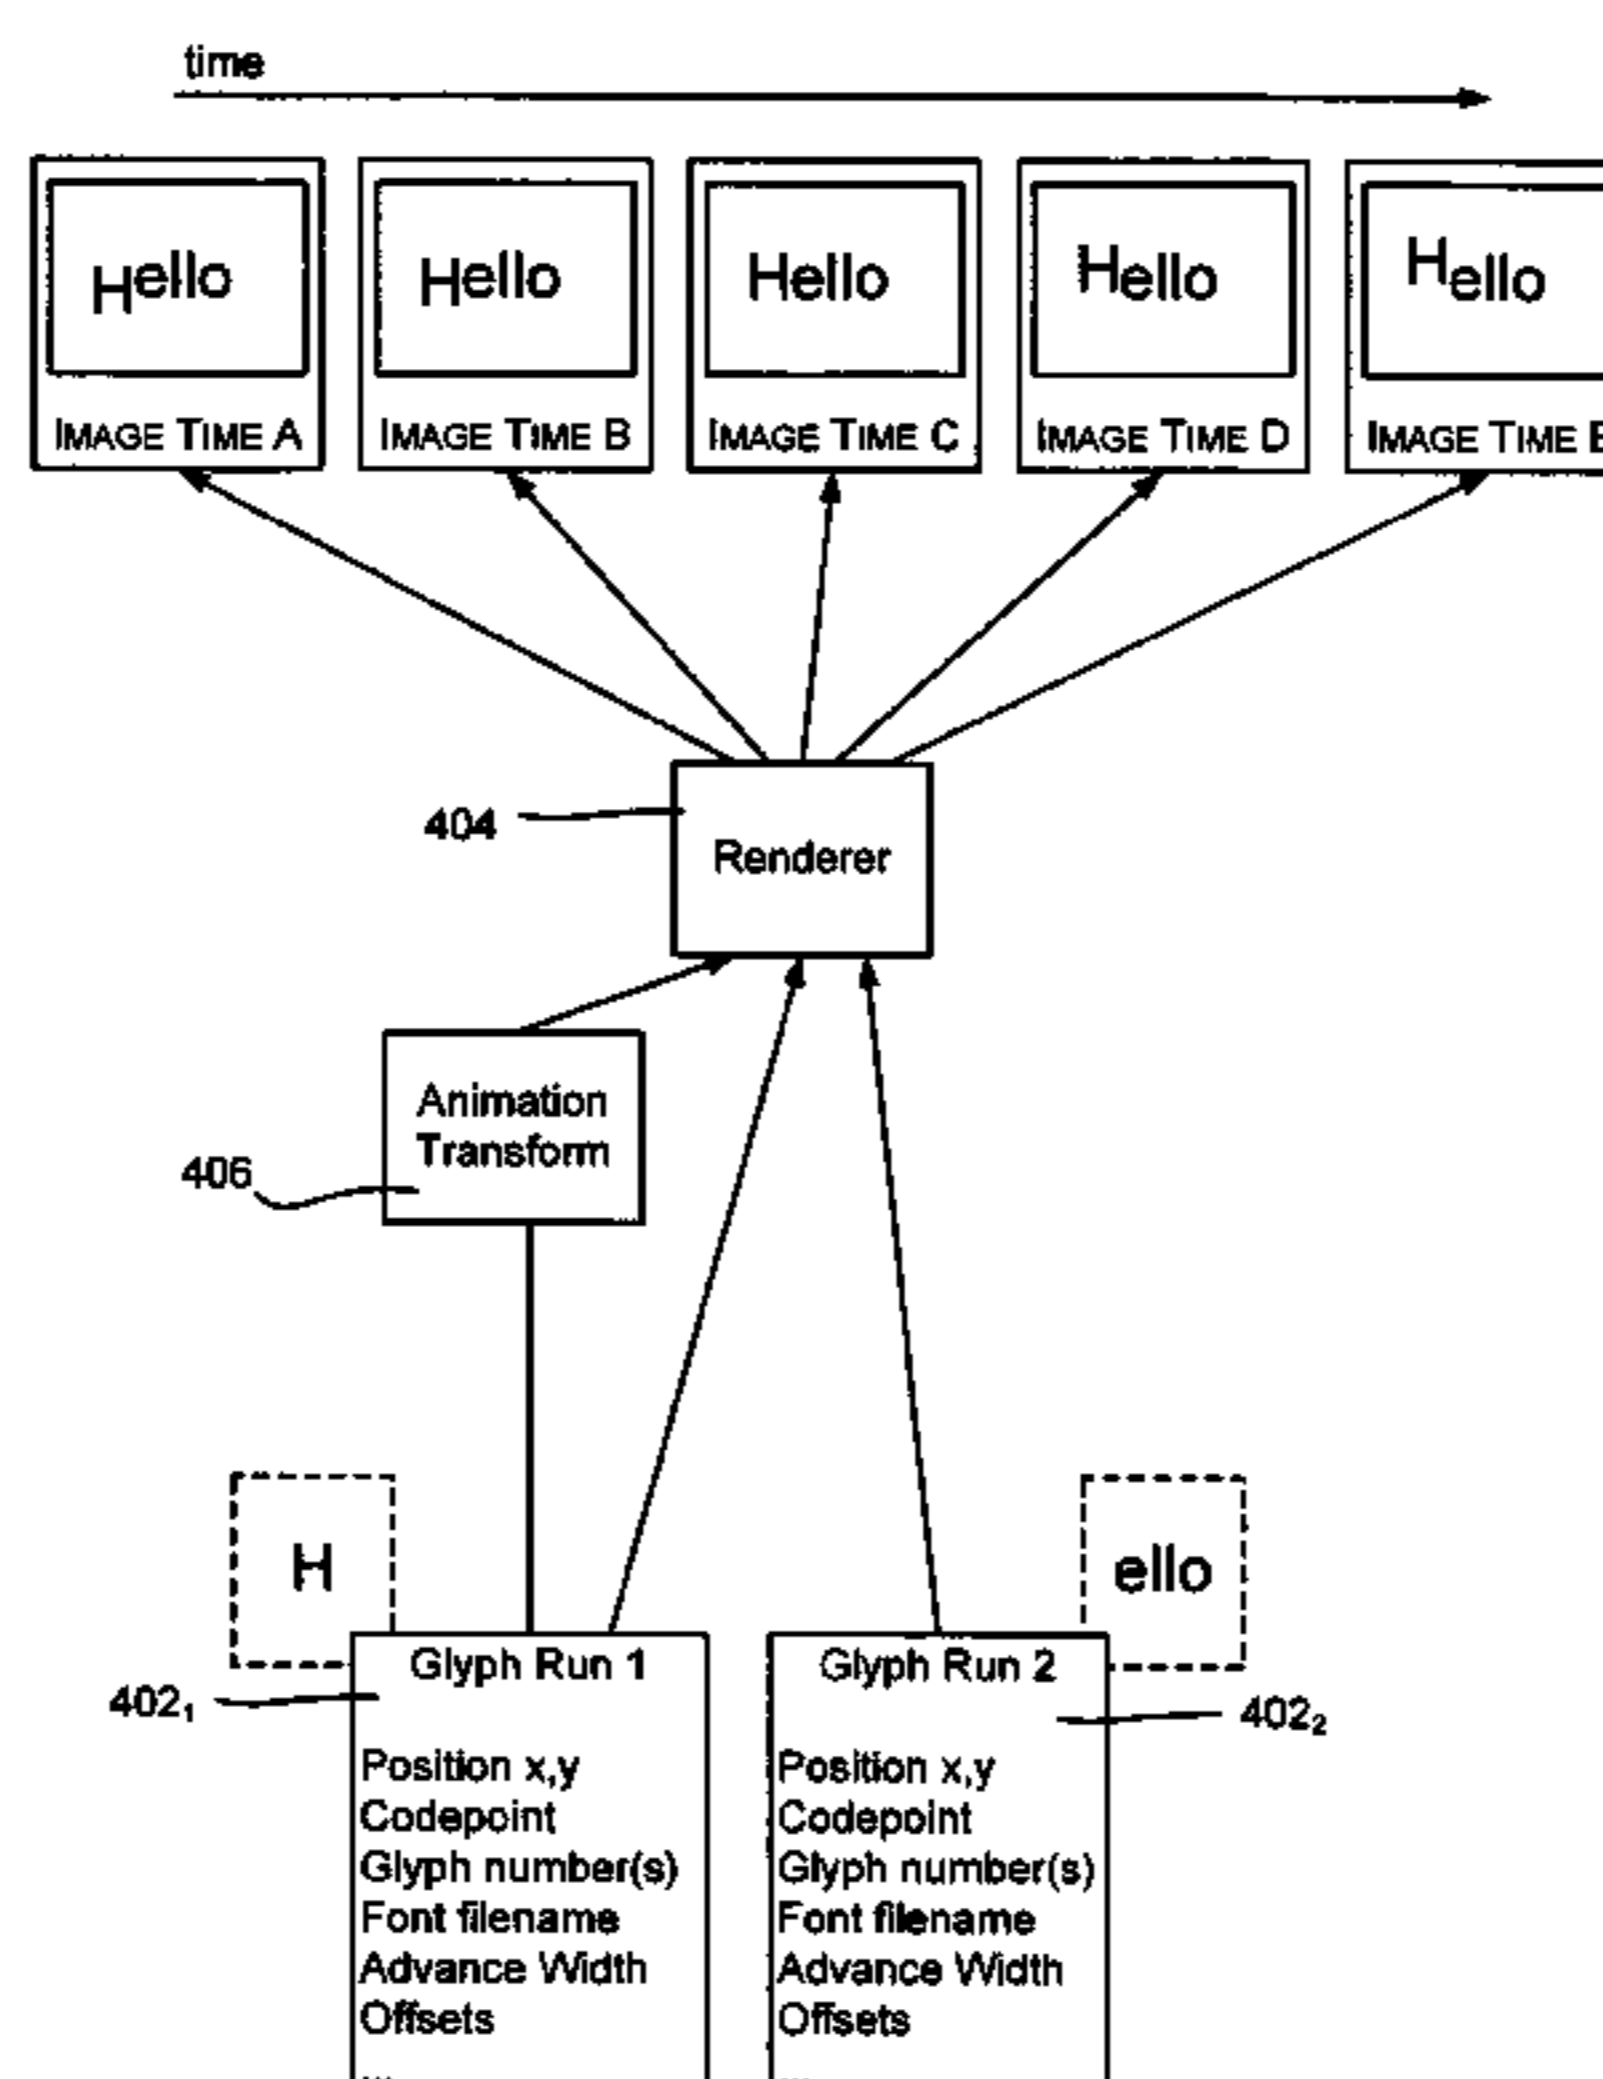 time
Hello
Hello
Hello
Hello
Hello
IMAGE TIME A
IMAGE TIME B
IMAGE TIME C
IMAGE TIME D
IMAGE TIME E
404
Renderer
Animation
Transform
406
H
ello
Glyph Run 1
Glyph Run 2
402₁
402₂
Position x,y
Codepoint
Glyph number(s)
Font filename
Advance Width
Offsets
...
Position x,y
Codepoint
Glyph number(s)
Font filename
Advance Width
Offsets
...